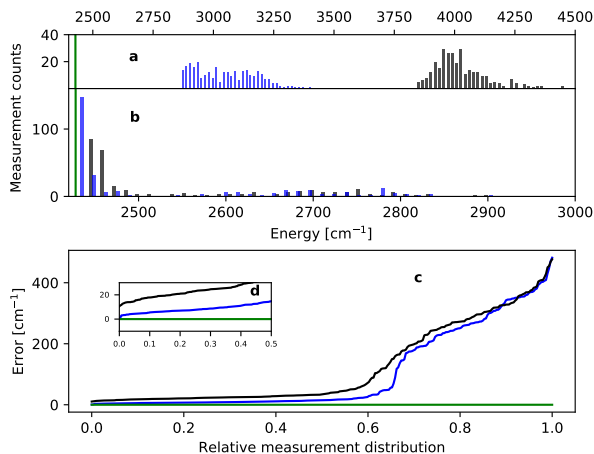 2500 2750 3000 3250 3500 3750 4000 4250 4500
40
20
a
Measurement counts
b
100
0
2500 2600 2700 2800 2900 3000
Energy [cm⁻¹]
Error [cm⁻¹]
400
200
0
c
d
20
0
0.0 0.1 0.2 0.3 0.4 0.5
0.0 0.2 0.4 0.6 0.8 1.0
Relative measurement distribution